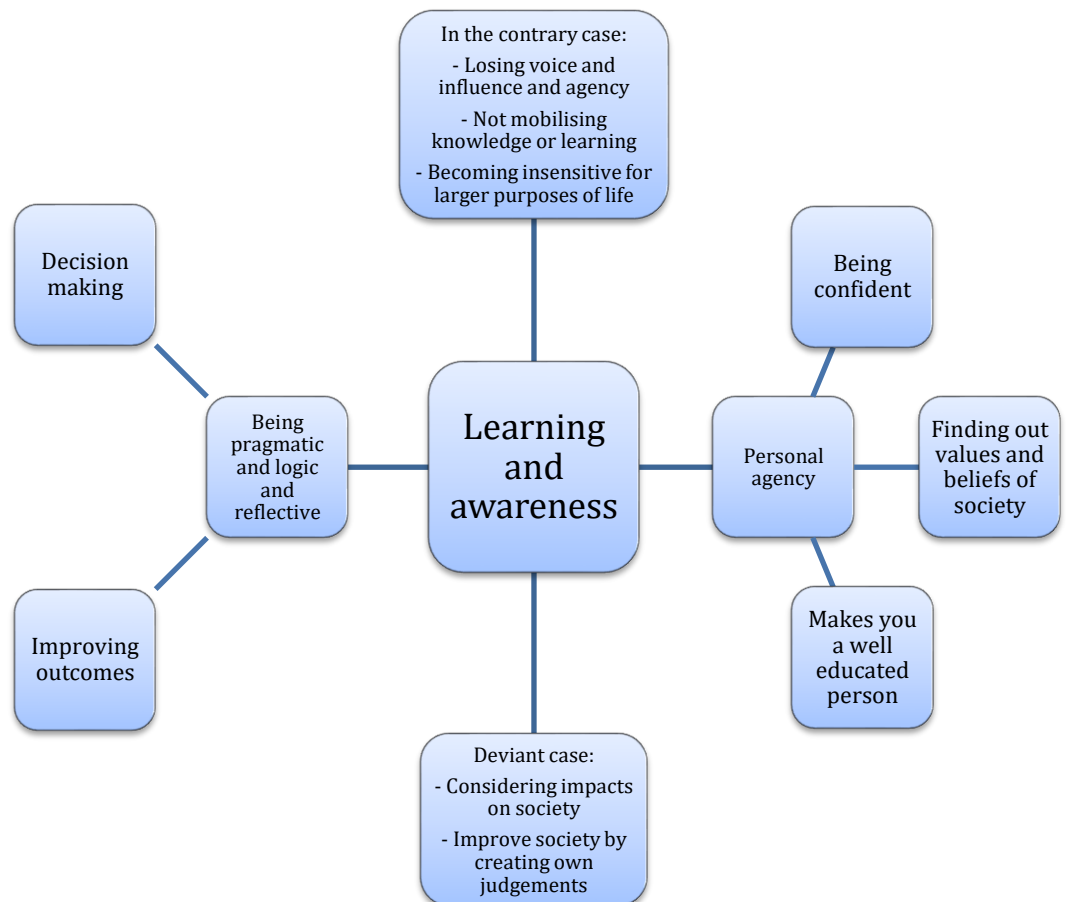 In the contrary case:
- Losing voice and
influence and agency
- Not mobilising
knowledge or learning
- Becoming insensitive for
larger purposes of life
Decision
making
Being
confident
Being
pragmatic
and logic
and
reflective
Learning
and
awareness
Personal
agency
Finding out
values and
beliefs of
society
Improving
outcomes
Makes you
a well
educated
person
Deviant case:
- Considering impacts
on society
- Improve society by
creating own
judgements